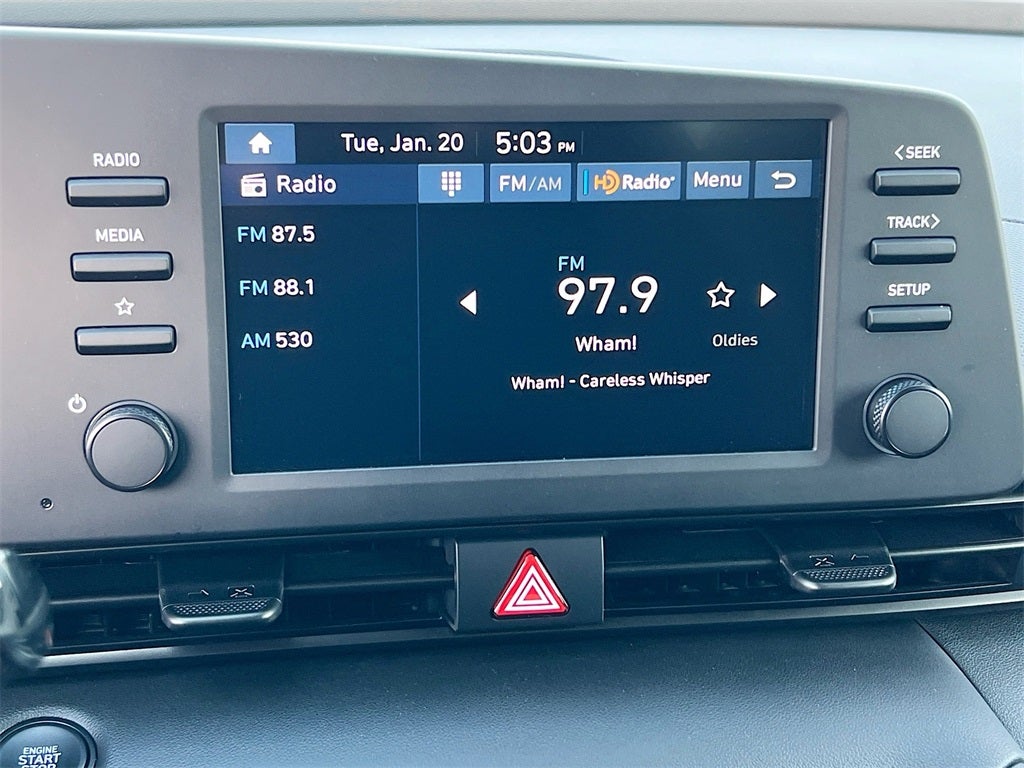 Tue, Jan. 20 5:03 PM
RADIO
<SEEK
Radio
FM/AM
HD Radio
Menu
TRACK>
MEDIA
SETUP
FM 87.5
FM 88.1
AM 530
FM
97.9
Wham!
Oldies
Wham! - Careless Whisper
ENGINE
START
STOP